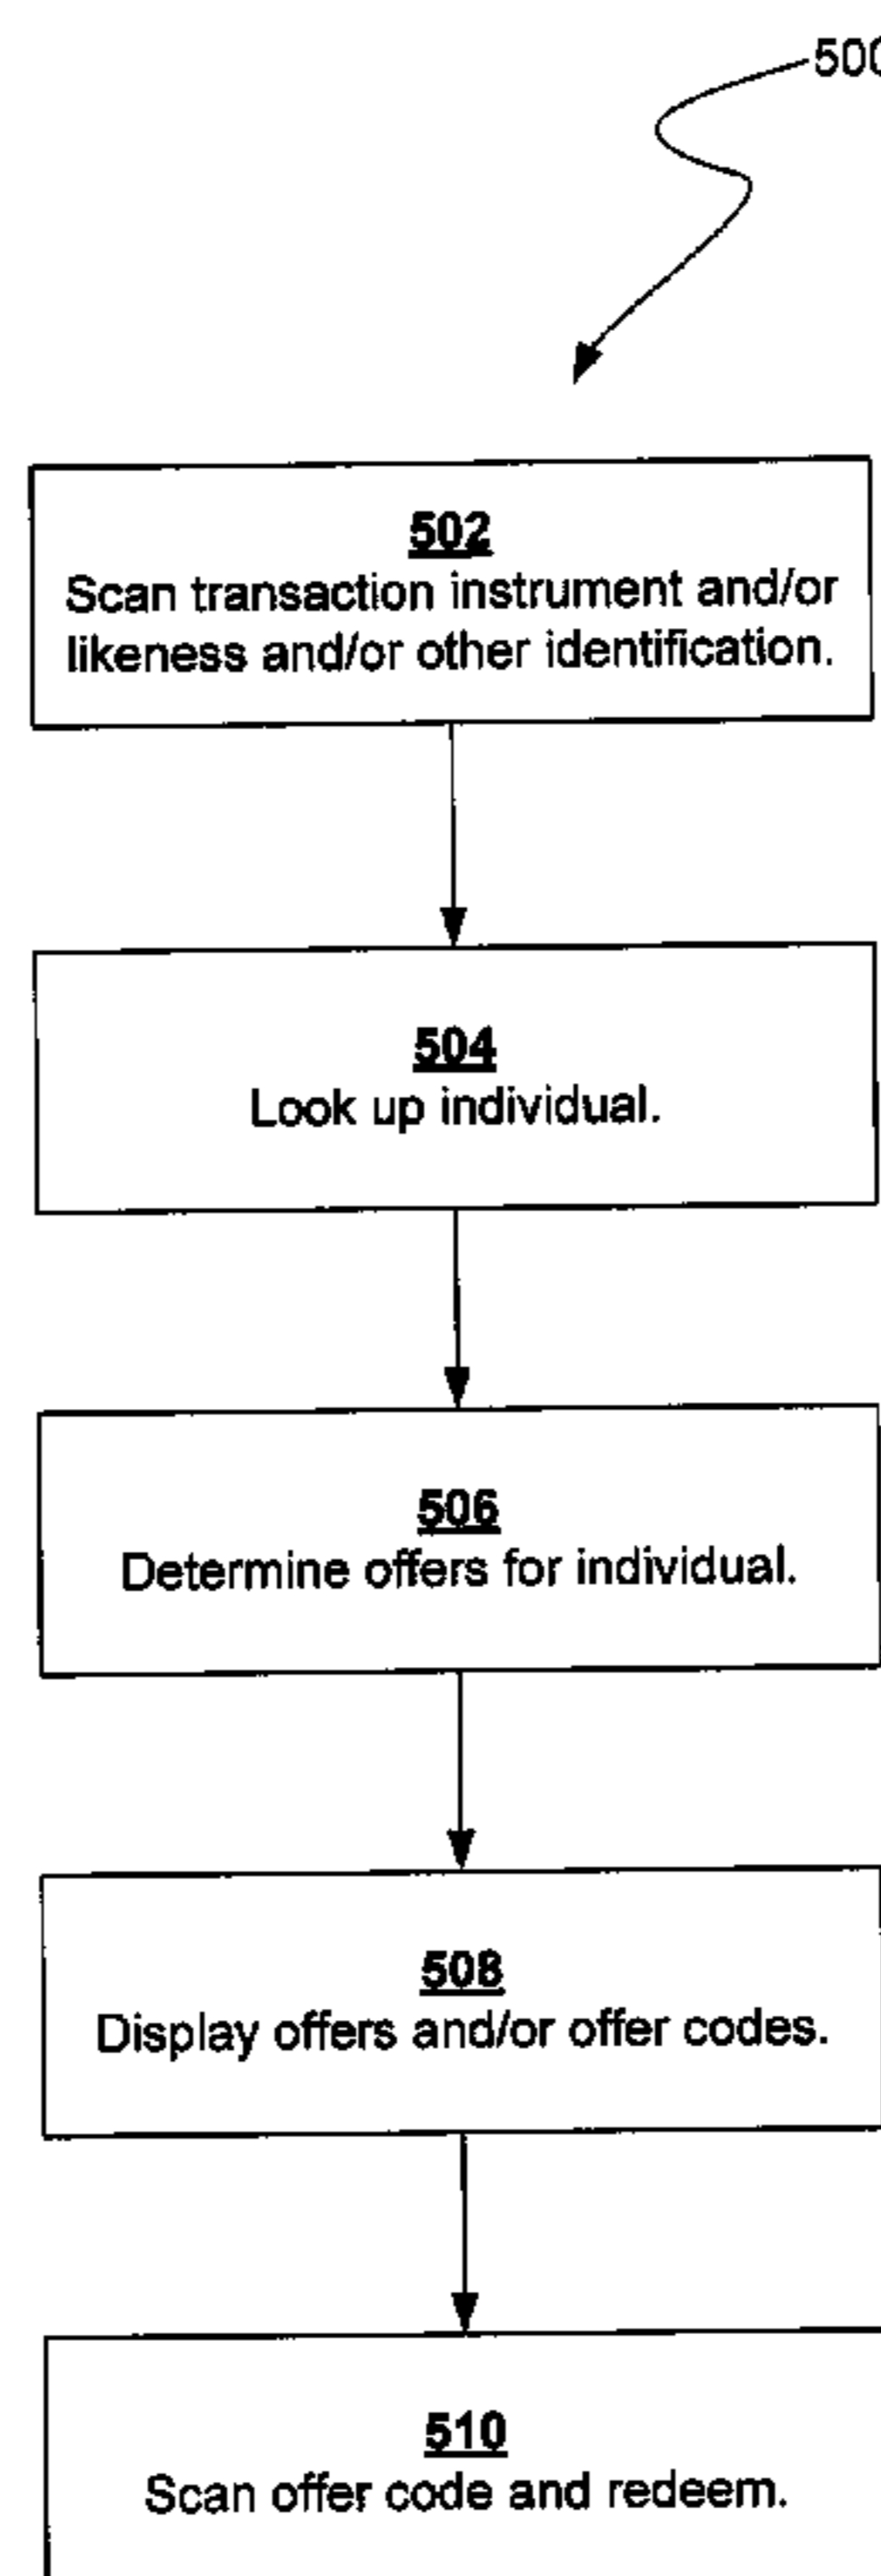 500
502
Scan transaction instrument and/or
likeness and/or other identification.
504
Look up individual.
506
Determine offers for individual.
508
Display offers and/or offer codes.
510
Scan offer code and redeem.